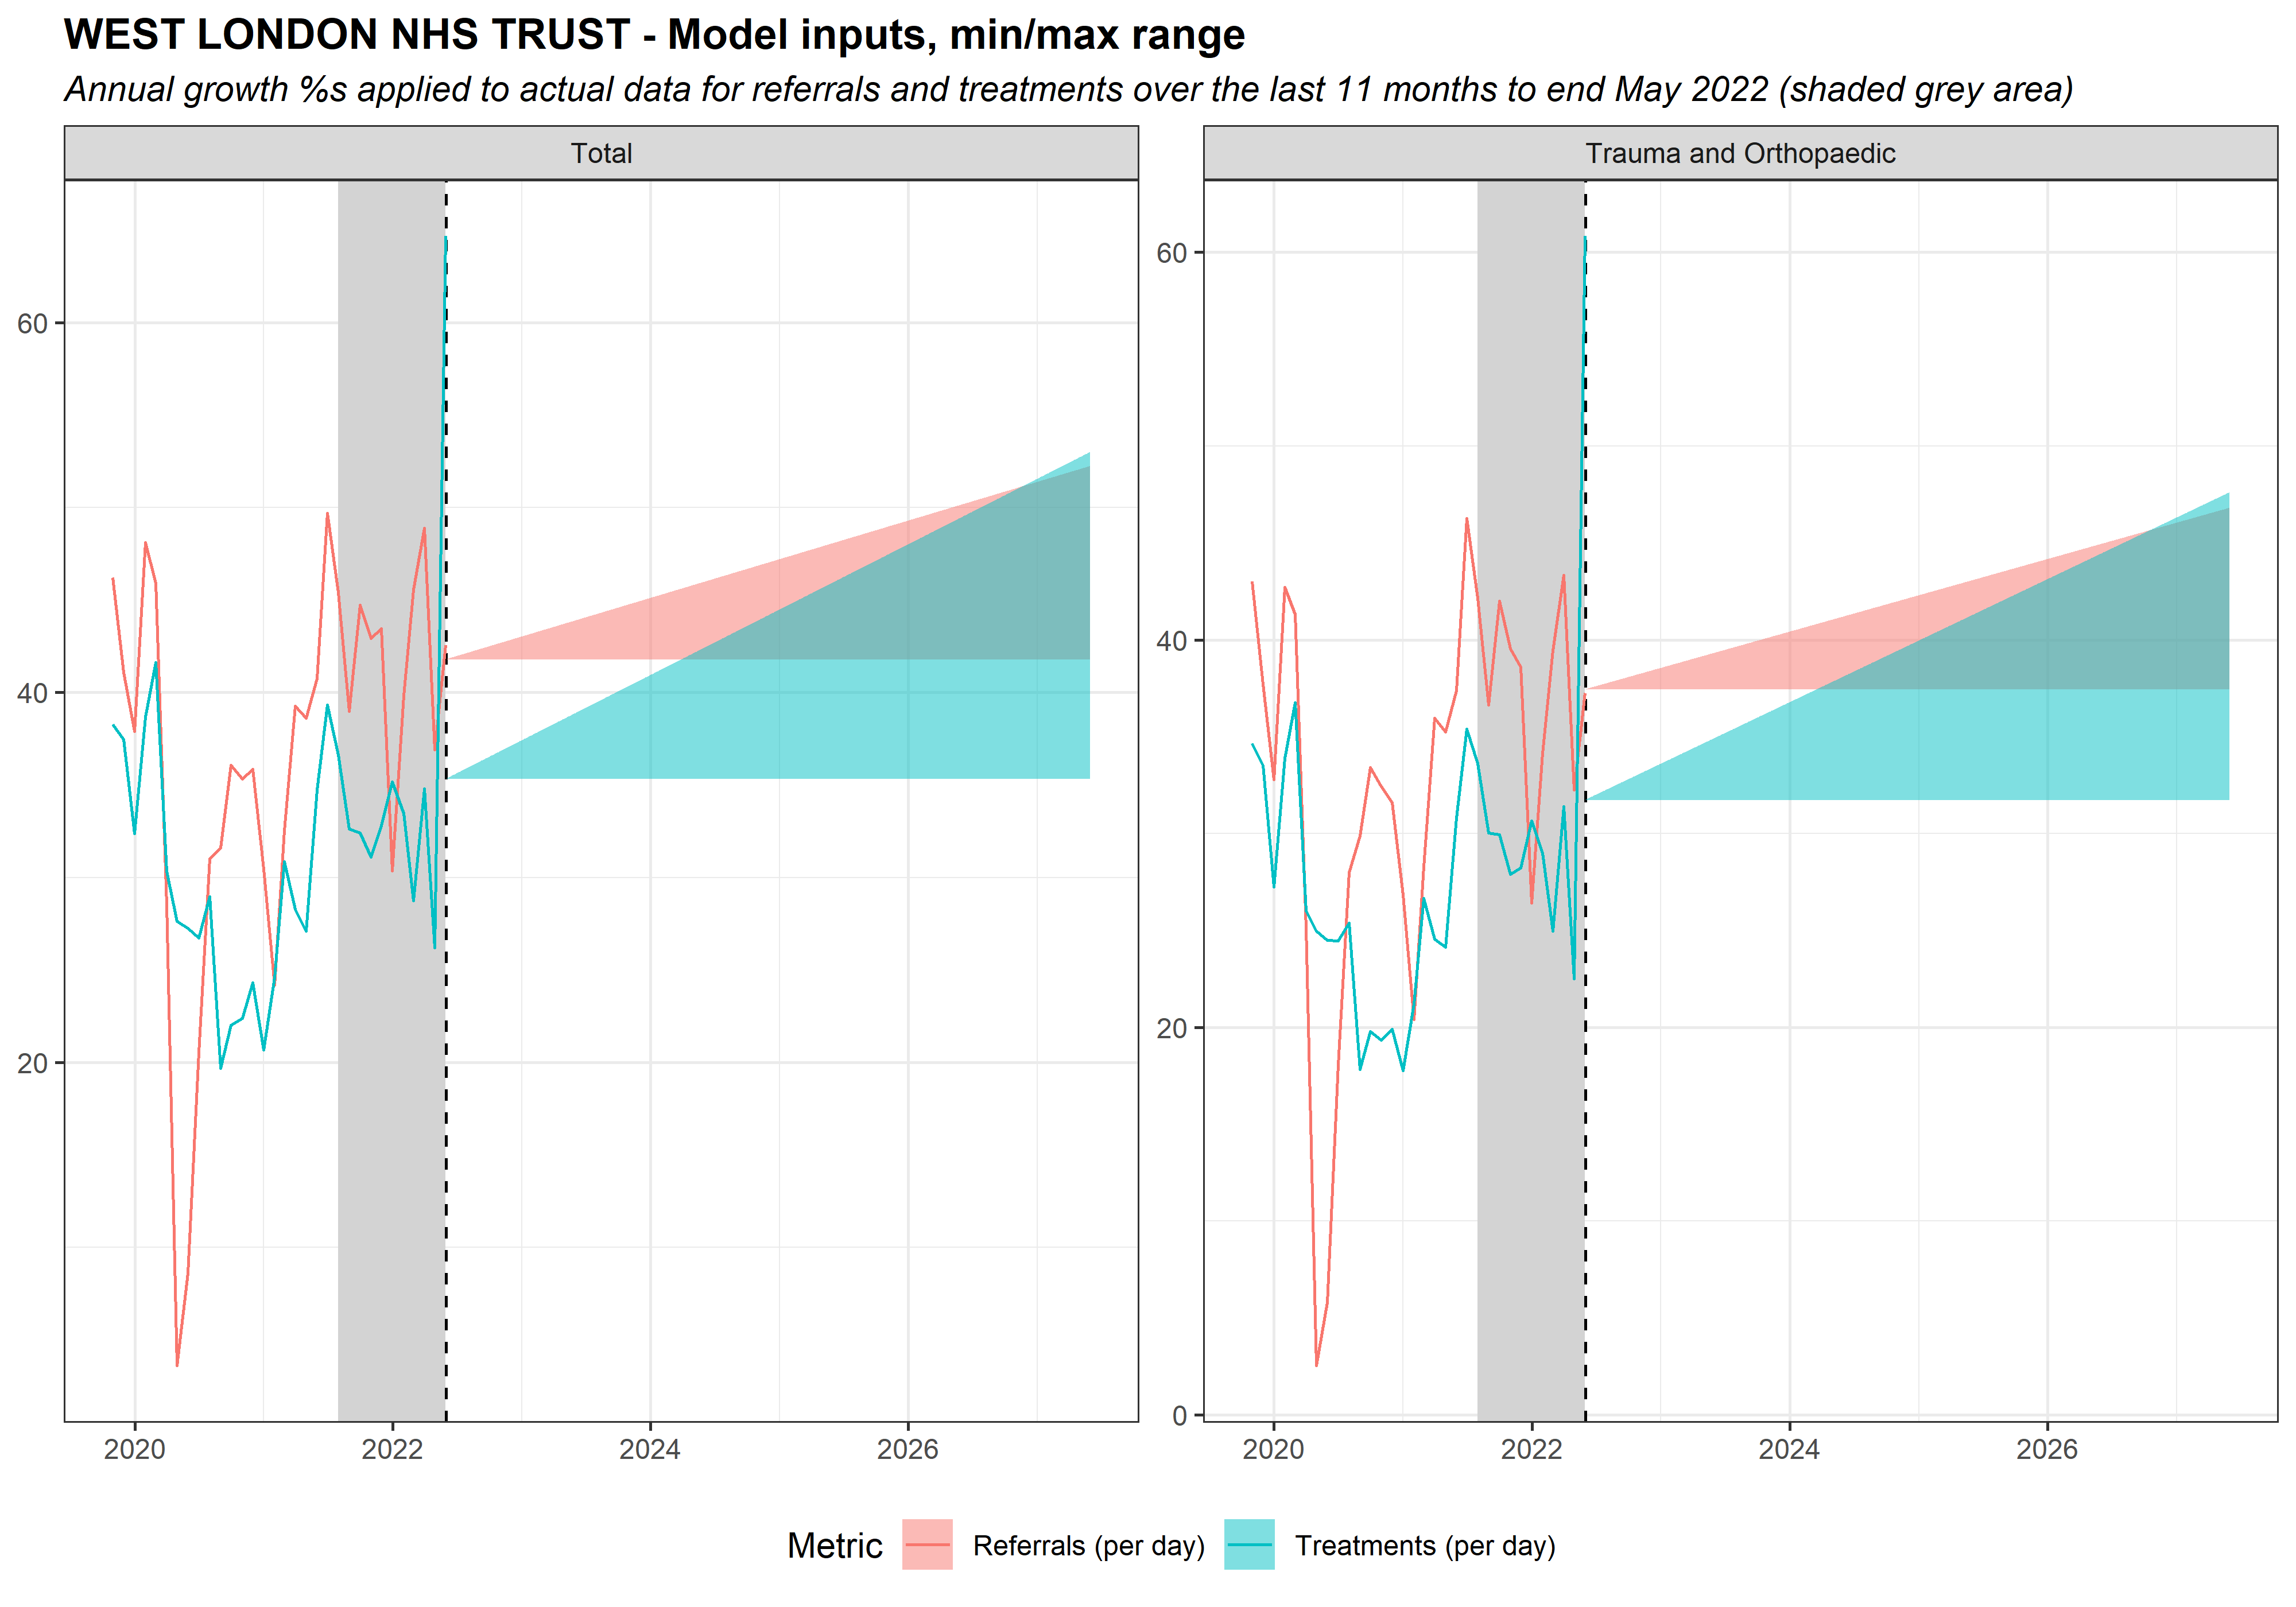 WEST LONDON NHS TRUST - Model inputs, min/max range
Annual growth %s applied to actual data for referrals and treatments over the last 11 months to end May 2022 (shaded grey area)
Total
60
40
20
2020 2022 2024 2026
Trauma and Orthopaedic
60
40
20
0
2020 2022 2024 2026
Metric Referrals (per day) Treatments (per day)